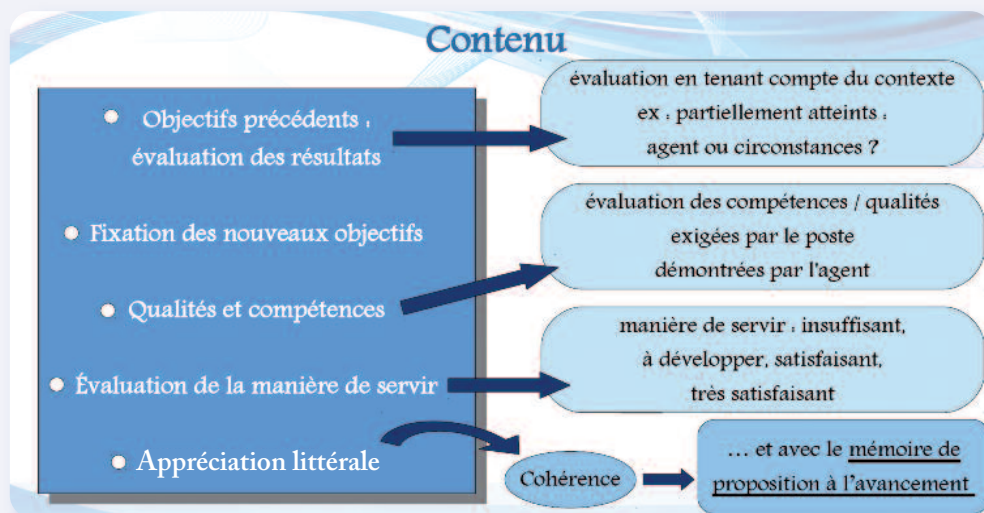 Contenu
Objectifs précédents :
évaluation des résultats
Fixation des nouveaux objectifs
Qualités et compétences
Évaluation de la manière de servir
Appréciation littérale
évaluation en tenant compte du contexte
ex : partiellement atteints :
agent ou circonstances ?
évaluation des compétences / qualités
exigées par le poste
démontrées par l'agent
manière de servir : insuffisant,
à développer, satisfaisant,
très satisfaisant
Cohérence
... et avec le mémoire de
proposition à l'avancement